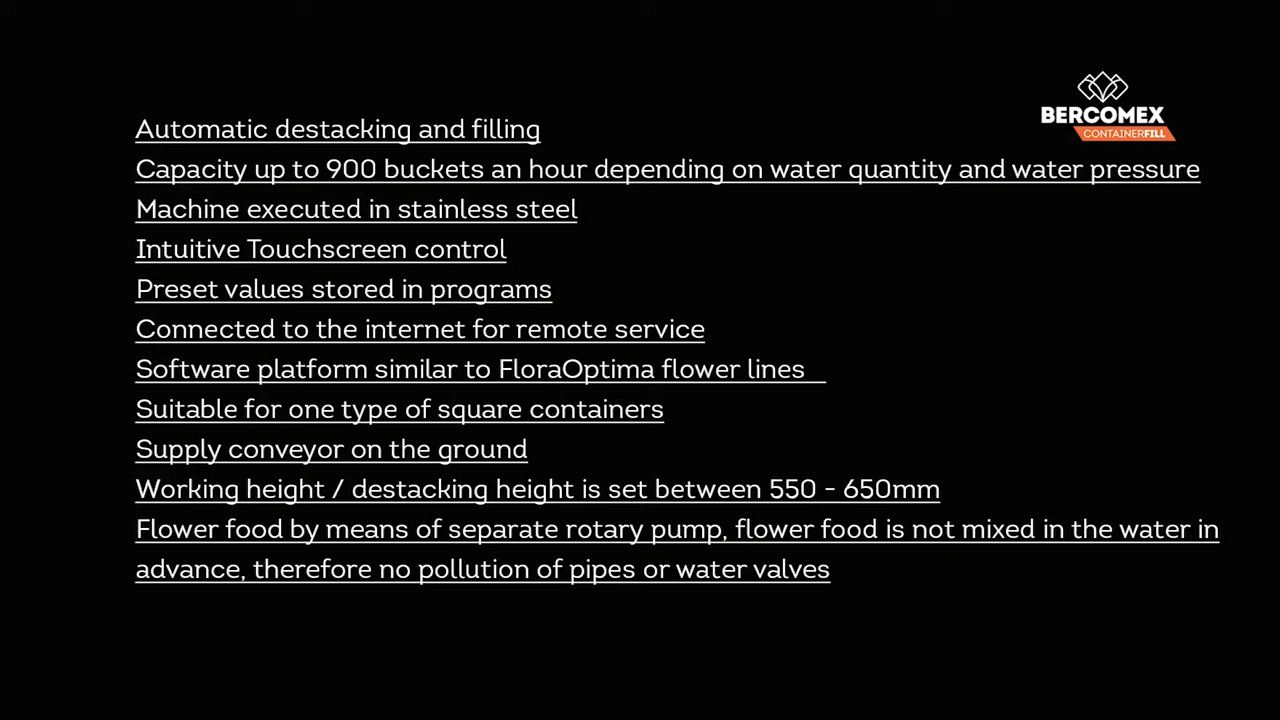 BERCOMEX
CONTAINERFILL
Automatic destacking and filling
Capacity up to 900 buckets an hour depending on water quantity and water pressure
Machine executed in stainless steel
Intuitive Touchscreen control
Preset values stored in programs
Connected to the internet for remote service
Software platform similar to FloraOptima flower lines
Suitable for one type of square containers
Supply conveyor on the ground
Working height / destacking height is set between 550 - 650mm
Flower food by means of separate rotary pump, flower food is not mixed in the water in
advance, therefore no pollution of pipes or water valves